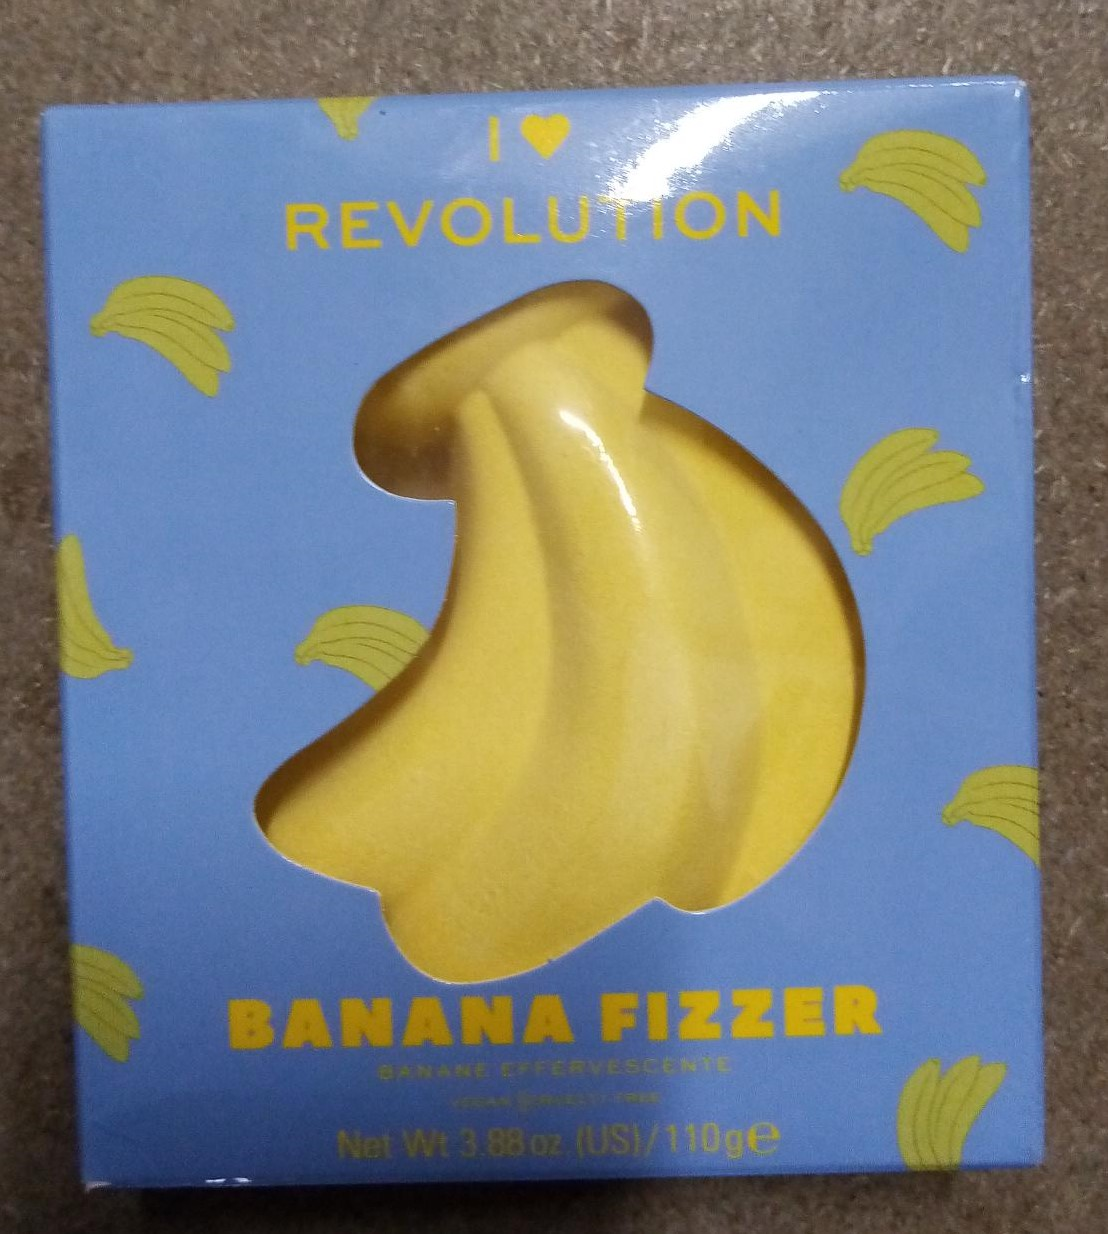 I ♥
REVOLUTION
BANANA FIZZER
BANANE EFFERVESCENTE
VEGAN & CRUELTY-FREE
Net Wt 3.88 oz. (US)/110g℮